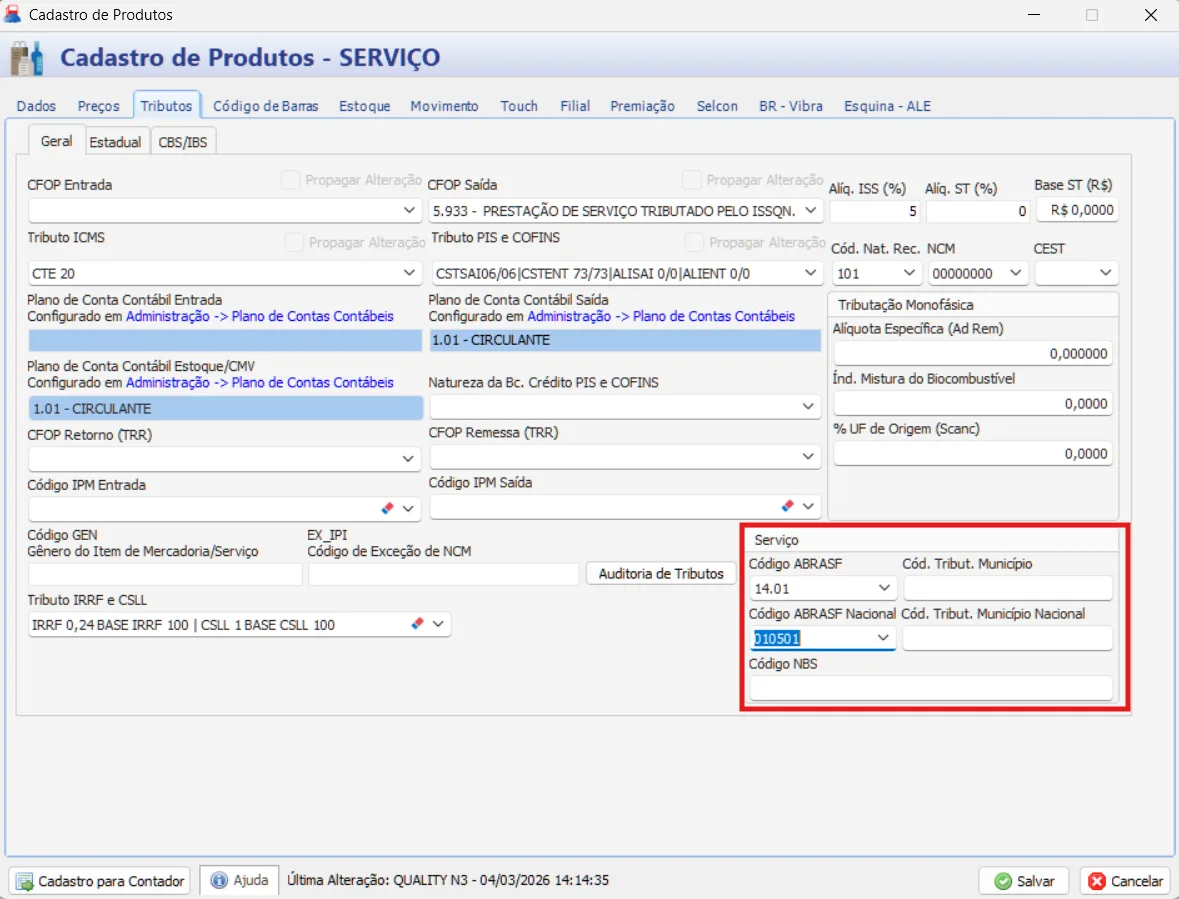 Cadastro de Produtos
Cadastro de Produtos - SERVIÇO
Dados Preços Tributos Código de Barras Estoque Movimento Touch Filial Premiação Selcon BR - Vibra Esquina - ALE
Geral Estadual CBS/IBS
CFOP Entrada Propagar Alteração CFOP Saída Propagar Alteração Alíq. ISS (%) Alíq. ST (%) Base ST (R$)
5.933 - PRESTAÇÃO DE SERVIÇO TRIBUTADO PELO ISSQN. 5 0 R$ 0,0000
Tributo ICMS Propagar Alteração Tributo PIS e COFINS Propagar Alteração Cód. Nat. Rec. NCM CEST
CTE 20 CSTSAI06/06|CSTENT 73/73|ALISAI 0/0|ALIENT 0/0 101 00000000
Plano de Conta Contábil Entrada Plano de Conta Contábil Saída Tributação Monofásica
Configurado em Administração -> Plano de Contas Contábeis Configurado em Administração -> Plano de Contas Contábeis
Alíquota Específica (Ad Rem)
1.01 - CIRCULANTE
0,000000
Plano de Conta Contábil Estoque/CMV
Configurado em Administração -> Plano de Contas Contábeis Natureza da Bc. Crédito PIS e COFINS Índ. Mistura do Biocombustível
1.01 - CIRCULANTE 0,0000
CFOP Retorno (TRR) CFOP Remessa (TRR) % UF de Origem (Scanc)
0,0000
Código IPM Entrada Código IPM Saída
Código GEN EX_IPI
Gênero do Item de Mercadoria/Serviço Código de Exceção de NCM
Auditoria de Tributos
Tributo IRRF e CSLL
IRRF 0,24 BASE IRRF 100 | CSLL 1 BASE CSLL 100
Serviço
Código ABRASF Cód. Tribut. Município
14.01
Código ABRASF Nacional Cód. Tribut. Município Nacional
010501
Código NBS
Cadastro para Contador Ajuda Última Alteração: QUALITY N3 - 04/03/2026 14:14:35 Salvar Cancelar